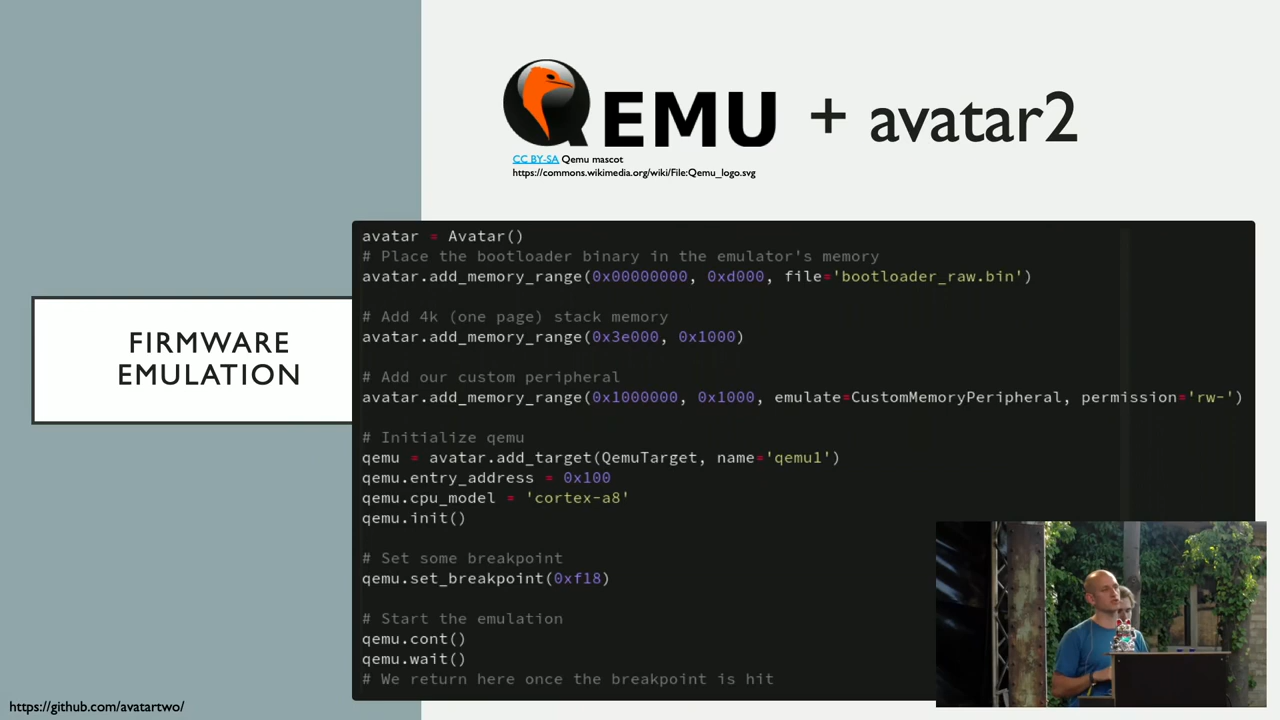 QEMU + avatar2
CC BY-SA Qemu mascot
https://commons.wikimedia.org/wiki/File:Qemu_logo.svg
FIRMWARE
EMULATION
avatar = Avatar()
# Place the bootloader binary in the emulator's memory
avatar.add_memory_range(0x00000000, 0xd000, file='bootloader_raw.bin')
# Add 4k (one page) stack memory
avatar.add_memory_range(0x3e000, 0x1000)
# Add our custom peripheral
avatar.add_memory_range(0x1000000, 0x1000, emulate=CustomMemoryPeripheral, permission='rw-')
# Initialize qemu
qemu = avatar.add_target(QemuTarget, name='qemu1')
qemu.entry_address = 0x100
qemu.cpu_model = 'cortex-a8'
qemu.init()
# Set some breakpoint
qemu.set_breakpoint(0xf18)
# Start the emulation
qemu.cont()
qemu.wait()
# We return here once the breakpoint is hit
https://github.com/avatartwo/